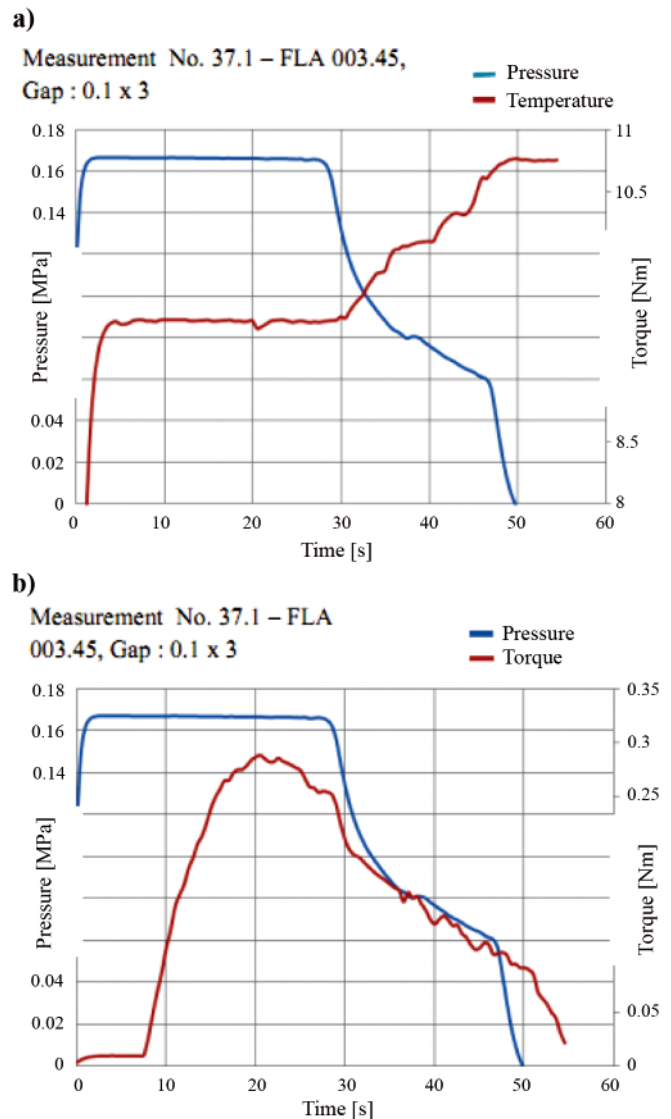 a)
Measurement No. 37.1 – FLA 003.45,
Gap : 0.1 x 3
Pressure
Temperature
0.18
0.16
0.14
0.04
0.02
0
Pressure [MPa]
11
10.5
8.5
8
Torque [Nm]
0 10 20 30 40 50 60
Time [s]
b)
Measurement No. 37.1 – FLA
003.45, Gap : 0.1 x 3
Pressure
Torque
0.18
0.16
0.14
0.04
0.02
0
Pressure [MPa]
0.35
0.3
0.25
0.05
0
Torque [Nm]
0 10 20 30 40 50 60
Time [s]